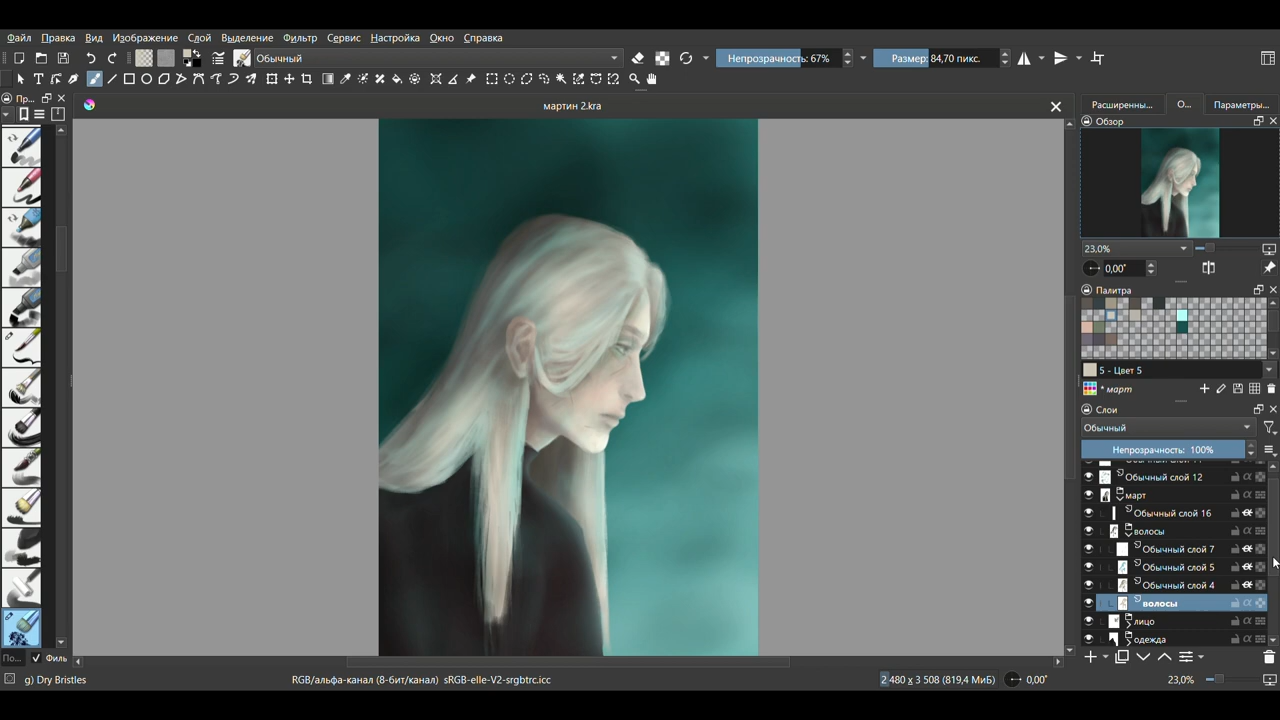 Файл Правка Вид Изображение Слой Выделение Фильтр Сервис Настройка Окно Справка
Обычный Непрозрачность: 67% Размер: 84,70 пикс.
Пр... мартин 2.kra Расширенны... О... Параметры...
Обзор
23,0%
0,00°
Палитра
5 - Цвет 5
* март
Слои
Обычный
Непрозрачность: 100%
Обычный слой 12
март
Обычный слой 16
волосы
Обычный слой 7
Обычный слой 5
Обычный слой 4
волосы
лицо
одежда
По... Филь
g) Dry Bristles RGB/альфа-канал (8-бит/канал) sRGB-elle-V2-srgbtrc.icc 2 480 x 3 508 (819,4 МиБ) 0,00° 23,0%